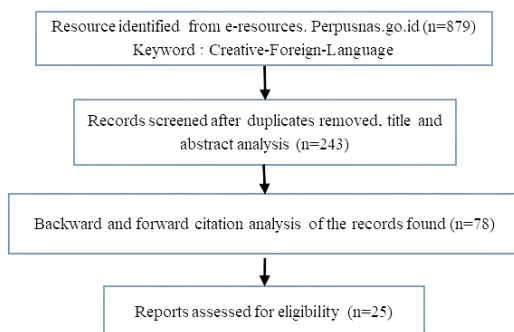 Resource identified from e-resources. Perpusnas.go.id (n=879)
Keyword : Creative-Foreign-Language
Records screened after duplicates removed, title and
abstract analysis (n=243)
Backward and forward citation analysis of the records found (n=78)
Reports assessed for eligibility (n=25)